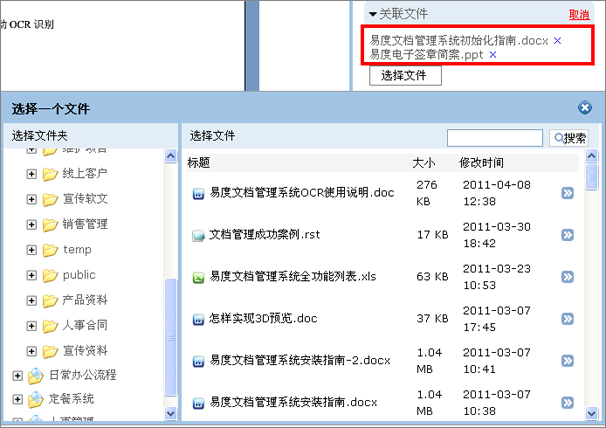 动 OCR 识别
关联文件
取消
易度文档管理系统初始化指南.docx ×
易度电子签章简案.ppt ×
选择文件
选择一个文件
选择文件夹
选择文件
搜索
维护项目
线上客户
宣传软文
销售管理
temp
public
产品资料
人事合同
宣传资料
日常办公流程
定餐系统
人事管理
标题 大小 修改时间
易度文档管理系统OCR使用说明.doc 276 KB 2011-04-08 12:38
文档管理成功案例.rst 17 KB 2011-03-30 18:42
易度文档管理系统全功能列表.xls 63 KB 2011-03-23 10:53
怎样实现3D预览.doc 37 KB 2011-03-07 17:45
易度文档管理系统安装指南-2.docx 1.04 MB 2011-03-07 10:41
易度文档管理系统安装指南.docx 1.04 MB 2011-03-07 10:38